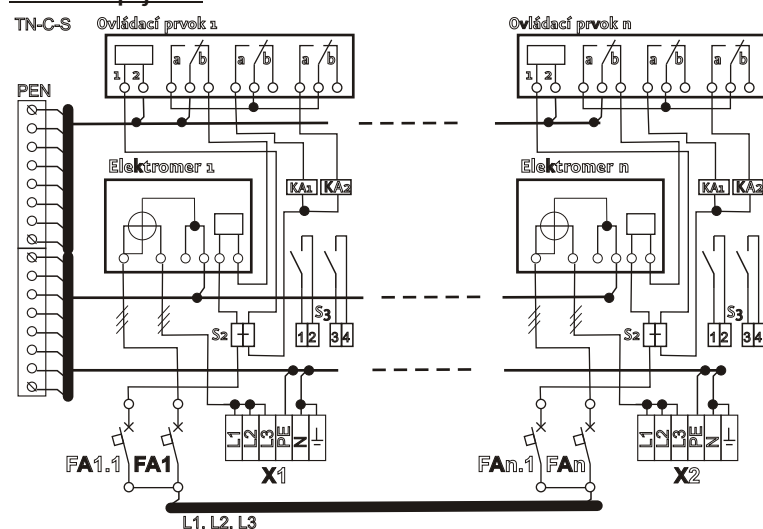 TN-C-S
Ovládací prvok 1
Ovládací prvok n
a b a b a b
a b a b a b
1 2
1 2
PEN
Elektromer 1
Elektromer n
KA1 KA2
KA1 KA2
S3
S3
S2
S2
1 2 3 4
1 2 3 4
L1 L2 L3 PE N
L1 L2 L3 PE N
FA1.1 FA1
FAn.1 FAn
X1
X2
L1, L2, L3